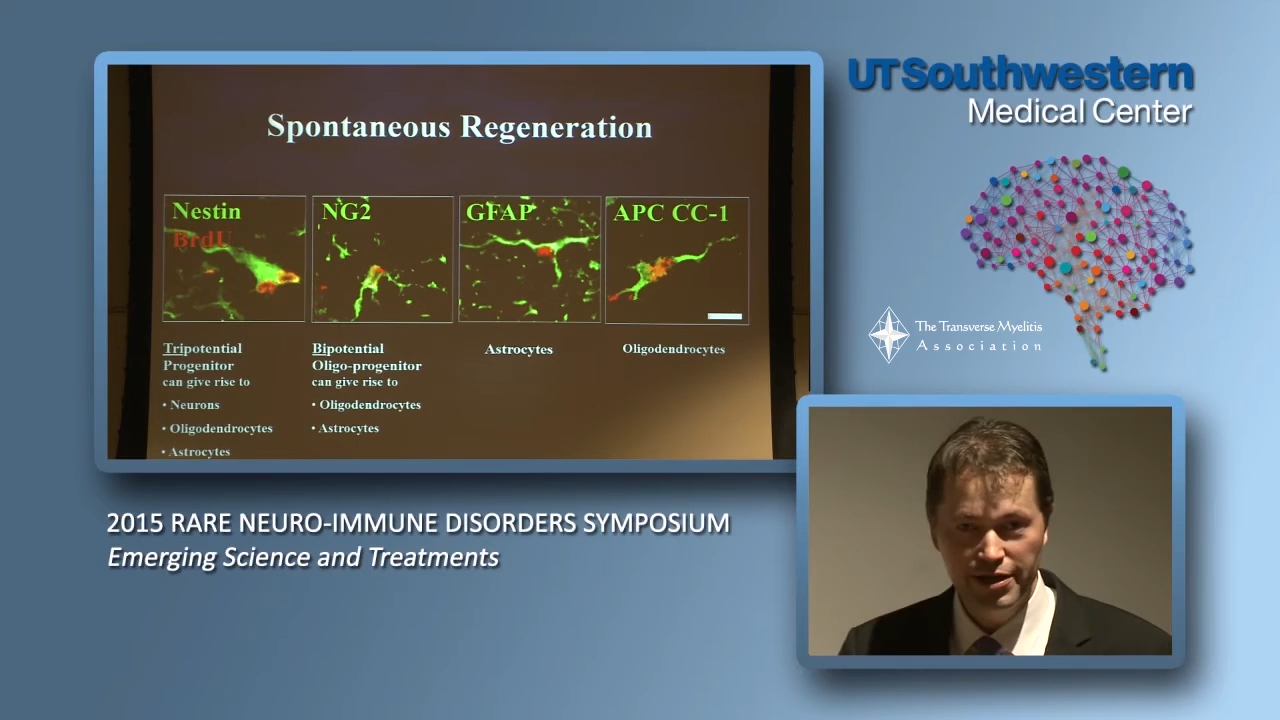 Spontaneous Regeneration
Nestin
BrdU
NG2
GFAP
APC CC-1
Tripotential
Progenitor
can give rise to
• Neurons
• Oligodendrocytes
• Astrocytes
Bipotential
Oligo-progenitor
can give rise to
• Oligodendrocytes
• Astrocytes
Astrocytes
Oligodendrocytes
UT Southwestern
Medical Center
The Transverse Myelitis
Association
2015 RARE NEURO-IMMUNE DISORDERS SYMPOSIUM
Emerging Science and Treatments